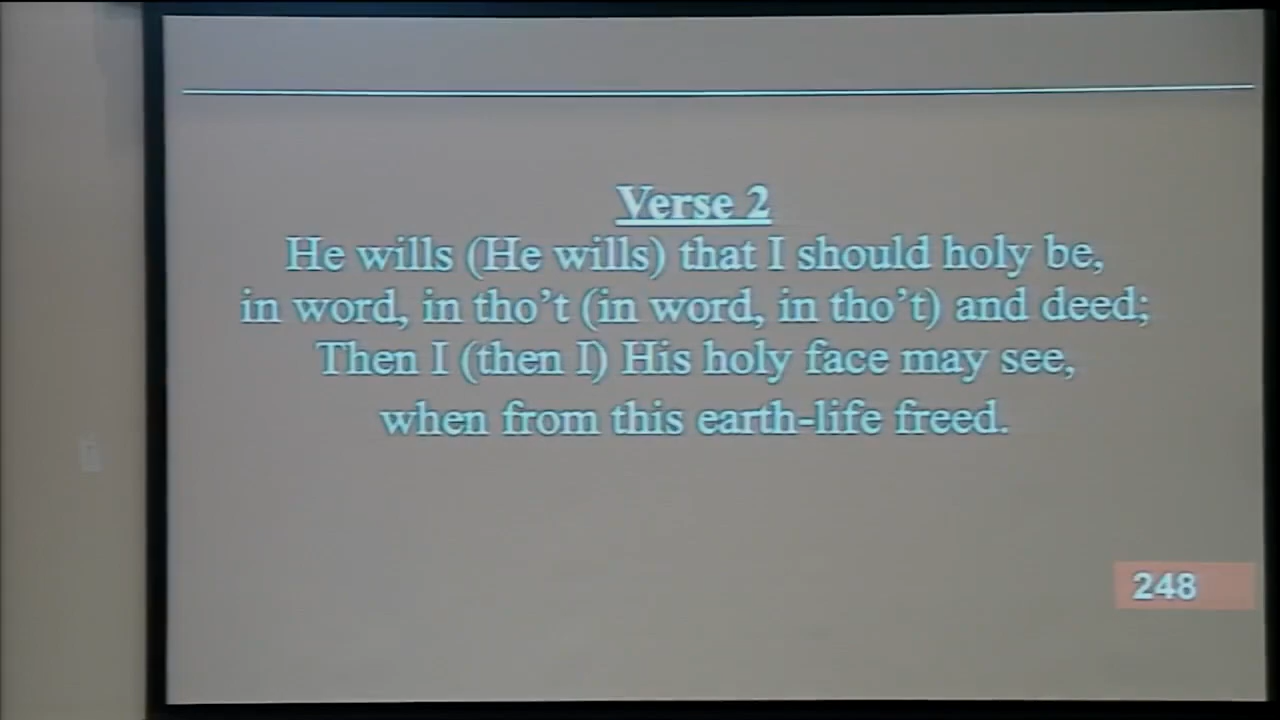 Verse 2
He wills (He wills) that I should holy be,
in word, in tho’t (in word, in tho’t) and deed;
Then I (then I) His holy face may see,
when from this earth-life freed.
248